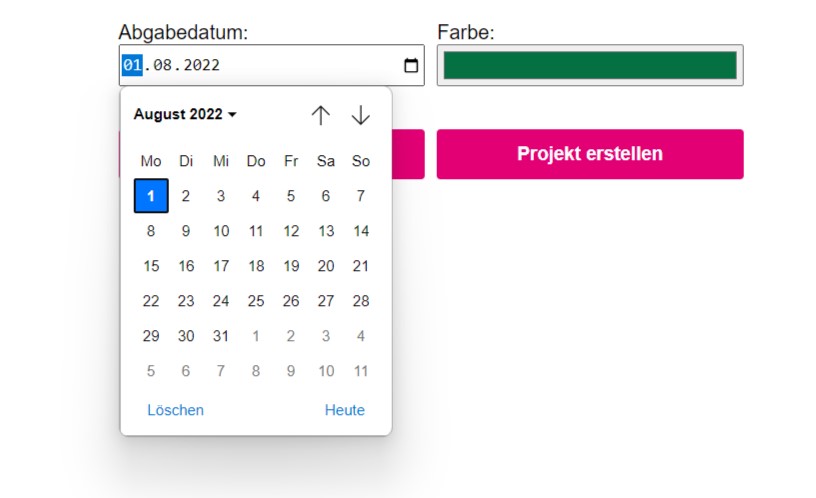 Abgabedatum:
Farbe:
01.08.2022
August 2022
Projekt erstellen
Mo Di Mi Do Fr Sa So
1 2 3 4 5 6 7
8 9 10 11 12 13 14
15 16 17 18 19 20 21
22 23 24 25 26 27 28
29 30 31 1 2 3 4
5 6 7 8 9 10 11
Löschen
Heute